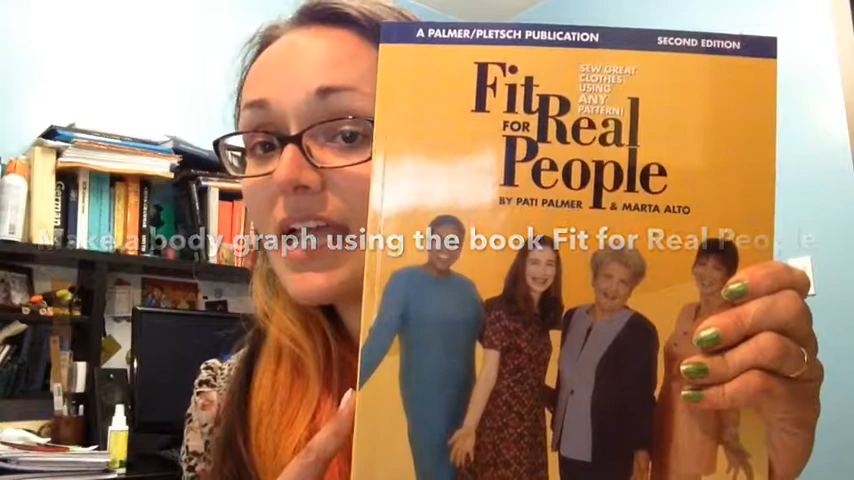 A PALMER/PLETSCH PUBLICATION
SECOND EDITION
SEW GREAT
CLOTHES
USING
ANY
PATTERN!
Fit
FOR
Real
People
BY PATI PALMER & MARTA ALTO
Make a body graph using the book Fit for Real People
German